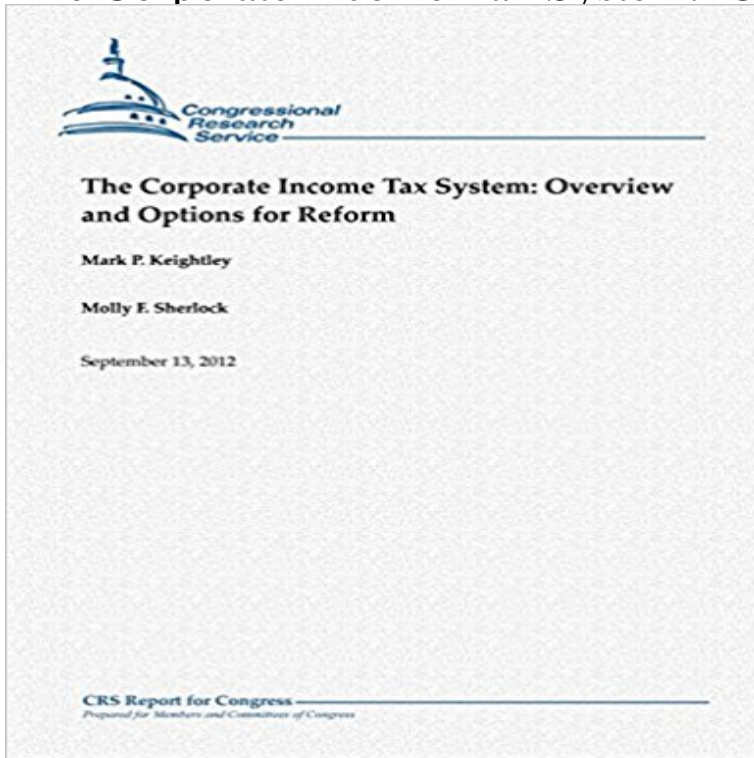 Congressional
Research
Service
The Corporate Income Tax System: Overview
and Options for Reform
Mark P. Keightley
Molly F. Sherlock
September 13, 2012
CRS Report for Congress
Prepared for Members and Committees of Congress